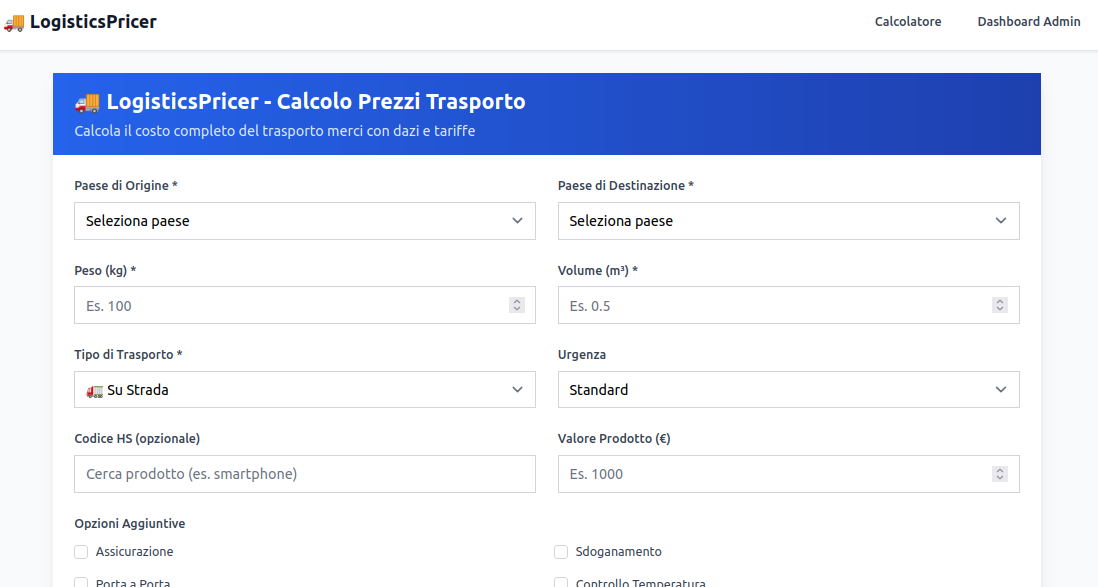 🚚 LogisticsPricer
Calcolatore
Dashboard Admin
🚚 LogisticsPricer - Calcolo Prezzi Trasporto
Calcola il costo completo del trasporto merci con dazi e tariffe
Paese di Origine *
Paese di Destinazione *
Seleziona paese
Seleziona paese
Peso (kg) *
Volume (m³) *
Es. 100
Es. 0.5
Tipo di Trasporto *
Urgenza
🚛 Su Strada
Standard
Codice HS (opzionale)
Valore Prodotto (€)
Cerca prodotto (es. smartphone)
Es. 1000
Opzioni Aggiuntive
Assicurazione
Sdoganamento
Porta a Porta
Controllo Temperatura